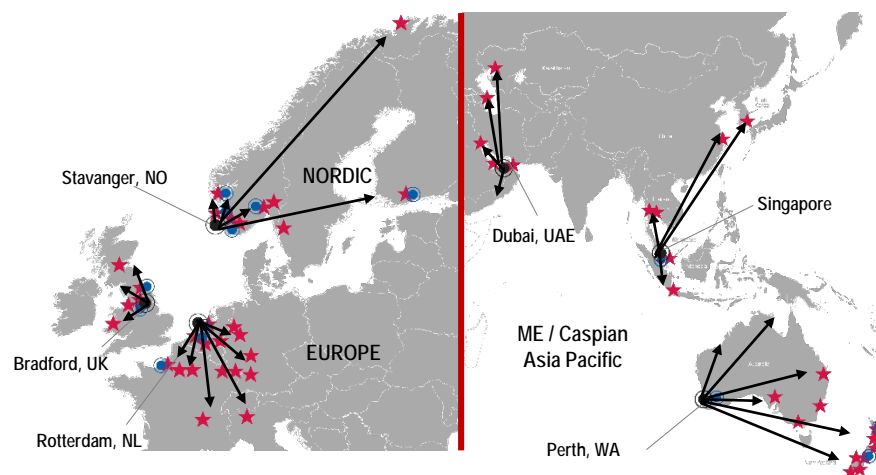 Stavanger, NO
NORDIC
Bradford, UK
EUROPE
Rotterdam, NL
Dubai, UAE
Singapore
ME / Caspian
Asia Pacific
Perth, WA